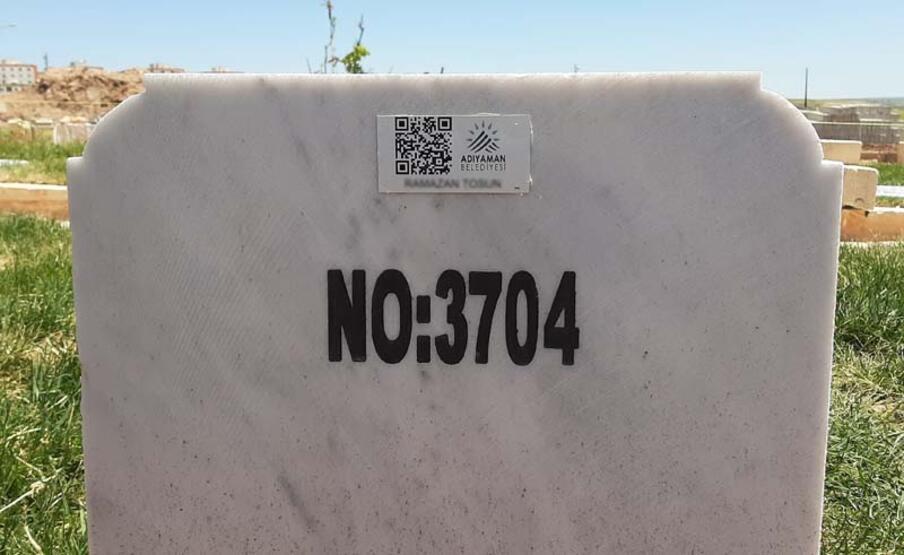 ADIYAMAN
BELEDİYESİ
RAMAZAN TOSUN
NO:3704